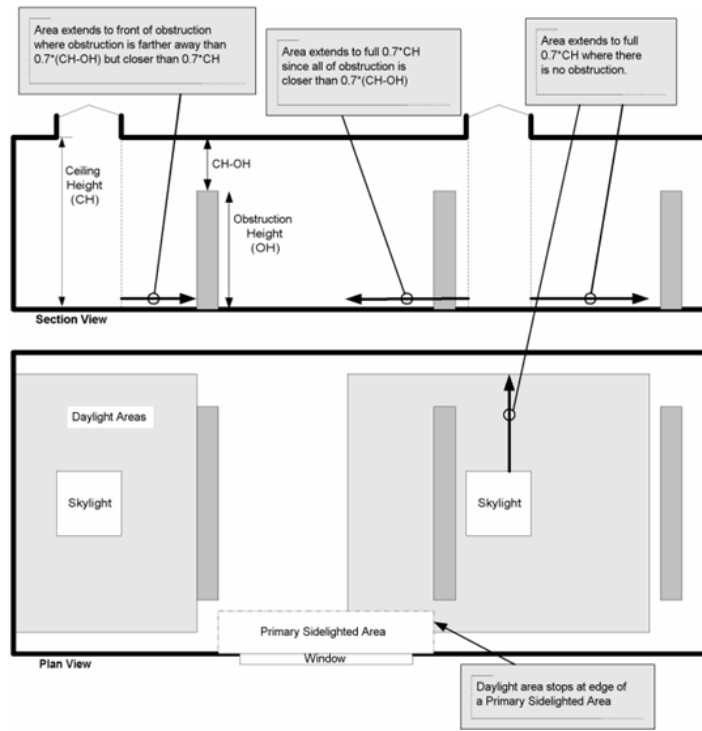 Area extends to front of obstruction
where obstruction is farther away than
0.7*(CH-OH) but closer than 0.7*CH
Area extends to full 0.7*CH
since all of obstruction is
closer than 0.7*(CH-OH)
Area extends to full
0.7*CH where there
is no obstruction.
Ceiling
Height
(CH)
CH-OH
Obstruction
Height
(OH)
Section View
Daylight Areas
Skylight
Skylight
Primary Sidelighted Area
Window
Plan View
Daylight area stops at edge of
a Primary Sidelighted Area